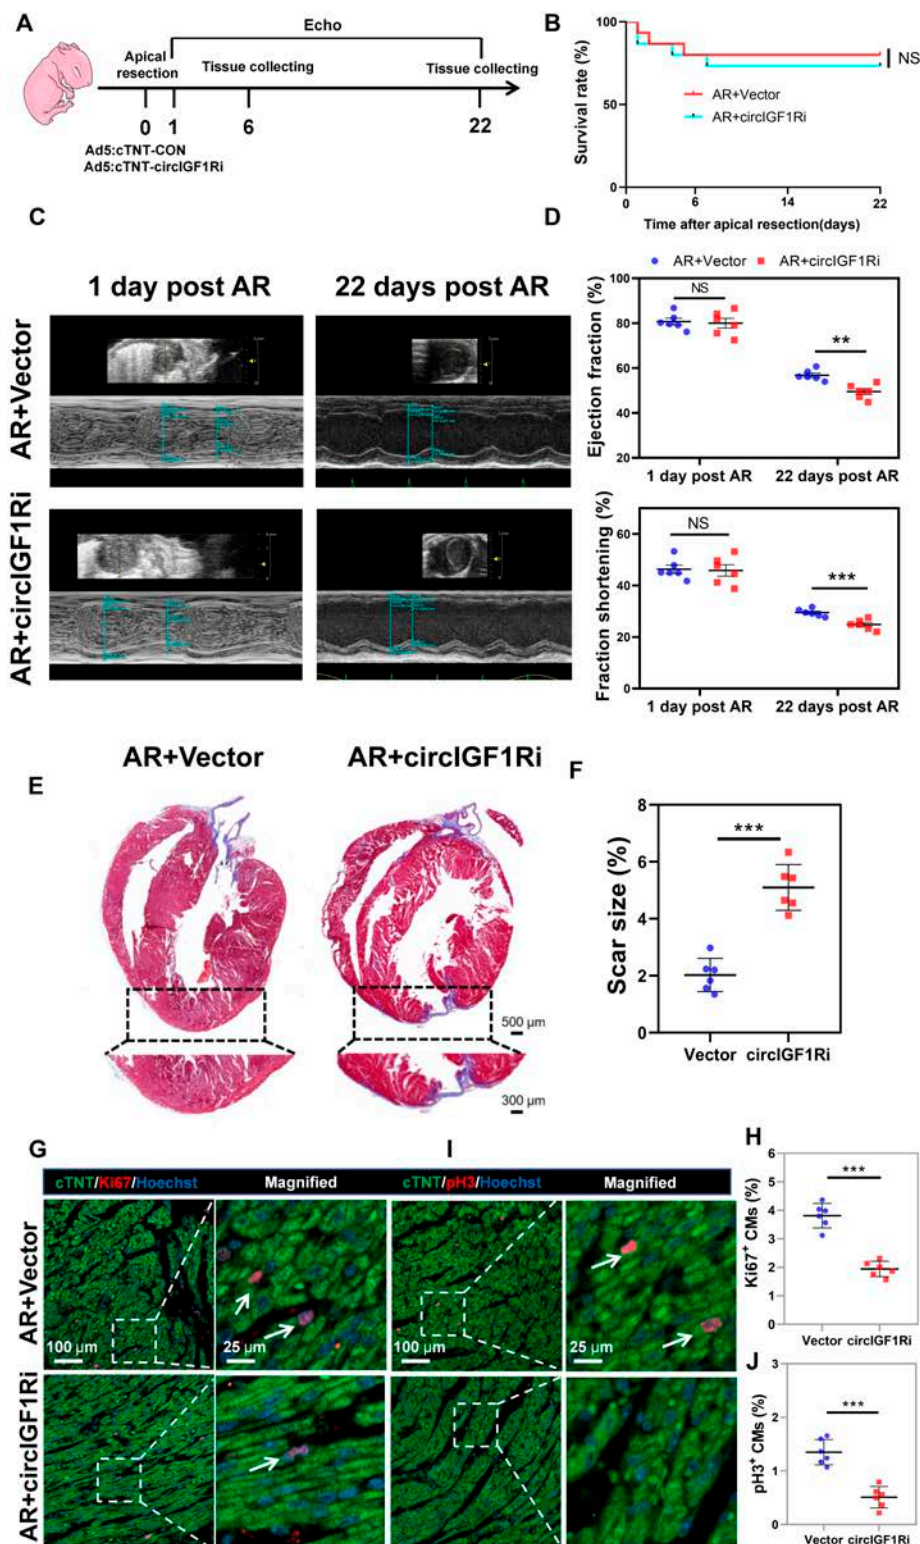 A
Echo
Apical
resection
Tissue collecting
Tissue collecting
0 1 6 22
Ad5:cTNT-CON
Ad5:cTNT-circIGF1Ri
B
Survival rate (%)
100
50
0
NS
AR+Vector
AR+circIGF1Ri
0 6 14 22
Time after apical resection(days)
C
1 day post AR 22 days post AR
AR+Vector
AR+circIGF1Ri
D
AR+Vector AR+circIGF1Ri
Ejection fraction (%)
100
80
60
40
20
NS
**
1 day post AR 22 days post AR
Fraction shortening (%)
60
40
20
0
NS
***
1 day post AR 22 days post AR
E
AR+Vector AR+circIGF1Ri
500 µm
300 µm
F
Scar size (%)
8
6
4
2
0
***
Vector circIGF1Ri
G I
cTNT/Ki67/Hoechst Magnified cTNT/pH3/Hoechst Magnified
AR+Vector
100 µm 25 µm 100 µm 25 µm
AR+circIGF1Ri
H
Ki67+ CMs (%)
6
5
4
3
2
1
0
***
Vector circIGF1Ri
J
pH3+ CMs (%)
3
2
1
0
***
Vector circIGF1Ri